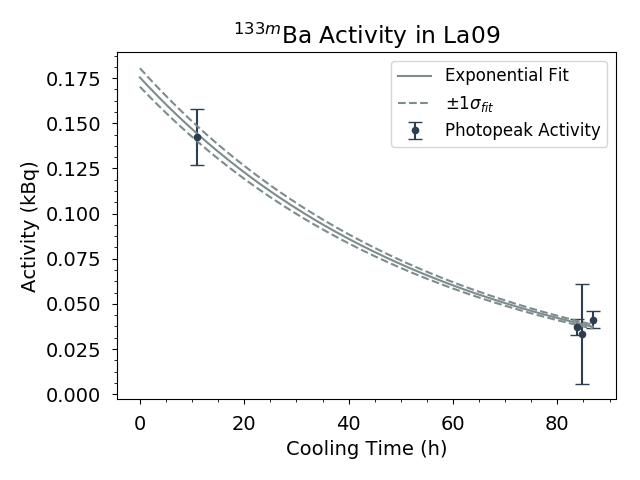 ¹³³ᵐBa Activity in La09
Exponential Fit
±1σ_fit
Photopeak Activity
Activity (kBq)
0.175
0.150
0.125
0.100
0.075
0.050
0.025
0.000
0 20 40 60 80
Cooling Time (h)